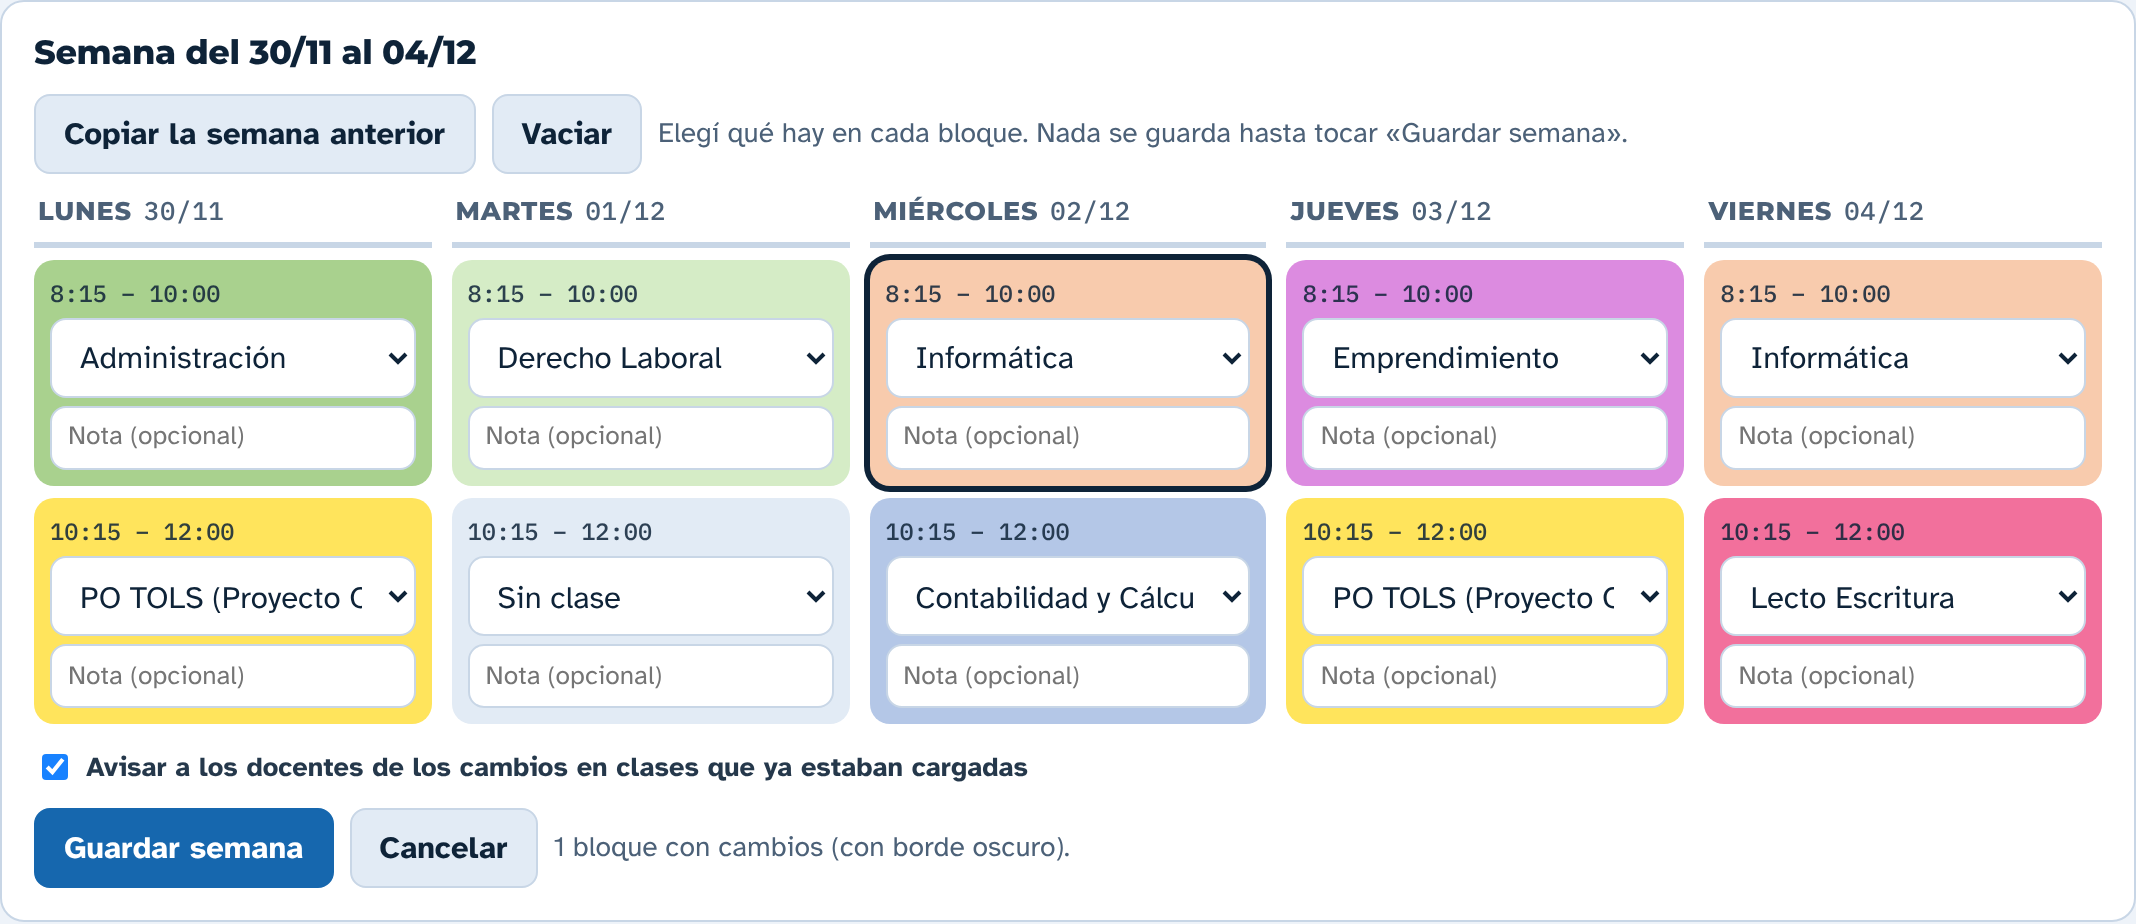 Semana del 30/11 al 04/12
Copiar la semana anterior Vaciar Elegí qué hay en cada bloque. Nada se guarda hasta tocar «Guardar semana».
LUNES 30/11 MARTES 01/12 MIÉRCOLES 02/12 JUEVES 03/12 VIERNES 04/12
8:15 – 10:00 8:15 – 10:00 8:15 – 10:00 8:15 – 10:00 8:15 – 10:00
Administración Derecho Laboral Informática Emprendimiento Informática
Nota (opcional) Nota (opcional) Nota (opcional) Nota (opcional) Nota (opcional)
10:15 – 12:00 10:15 – 12:00 10:15 – 12:00 10:15 – 12:00 10:15 – 12:00
PO TOLS (Proyecto Sin clase Contabilidad y Cálcu PO TOLS (Proyecto Lecto Escritura
Nota (opcional) Nota (opcional) Nota (opcional) Nota (opcional) Nota (opcional)
Avisar a los docentes de los cambios en clases que ya estaban cargadas
Guardar semana Cancelar 1 bloque con cambios (con borde oscuro).